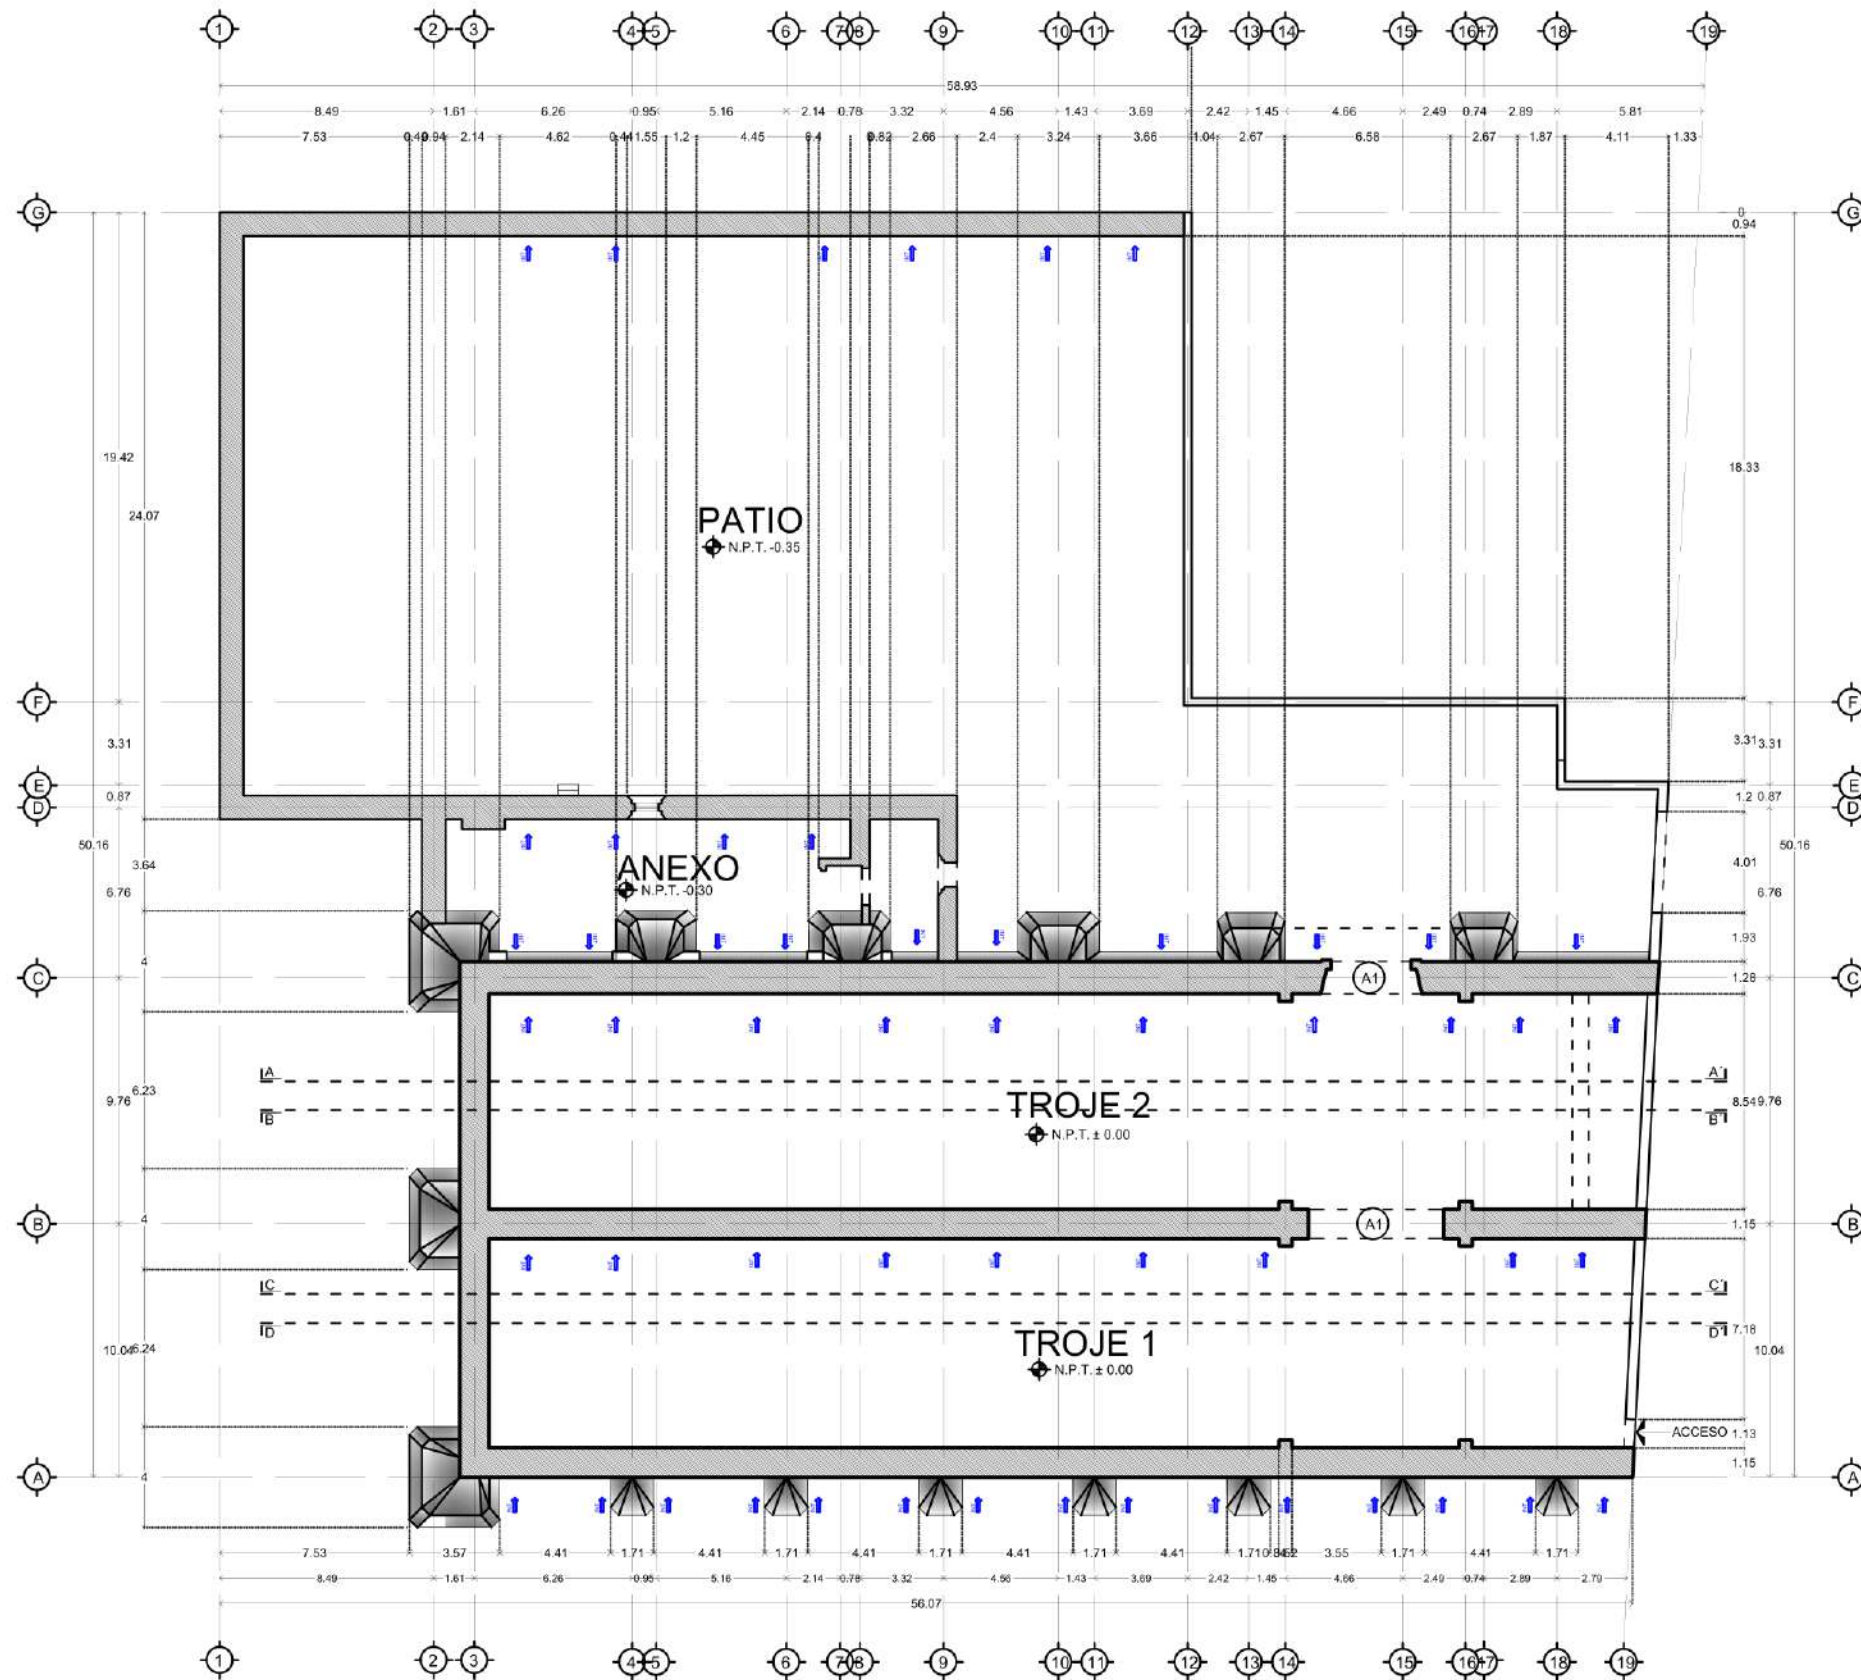 1 2 3 4 5 6 7 8 9 10 11 12 13 14 15 16 17 18 19
58.93
8.49 1.61 6.26 0.95 5.16 2.14 0.78 3.32 4.56 1.43 3.69 2.42 1.45 4.66 2.49 0.74 2.89 5.81
7.53 2.14 4.62 1.55 1.2 4.45 0.4 0.82 2.66 2.4 3.24 3.66 1.04 2.67 6.58 2.67 1.87 4.11 1.33
G 0 G
0.94
19.42 18.33
24.07
PATIO
N.P.T. -0.35
F F
3.31 3.31 3.31
E E
0.87 1.2 0.87
D D
50.16 50.16
3.64 4.01
ANEXO
N.P.T. -0.30
6.76 6.76
1.93
4
C A1 1.28 C
A A´
6.23
9.76 8.54 9.76
TROJE 2
B B´
N.P.T. ± 0.00
4
B A1 1.15 B
C C´
D D´ 7.18
TROJE 1
10.04 6.24 10.04
N.P.T. ± 0.00
ACCESO 1.13
1.15
A 4 A
7.53 3.57 4.41 1.71 4.41 1.71 4.41 1.71 4.41 1.71 4.41 1.71 3.55 1.71 4.41 1.71
8.49 1.61 6.26 0.95 5.16 2.14 0.78 3.32 4.56 1.43 3.69 2.42 1.45 4.66 2.49 0.74 2.89 2.79
56.07
1 2 3 4 5 6 7 8 9 10 11 12 13 14 15 16 17 18 19